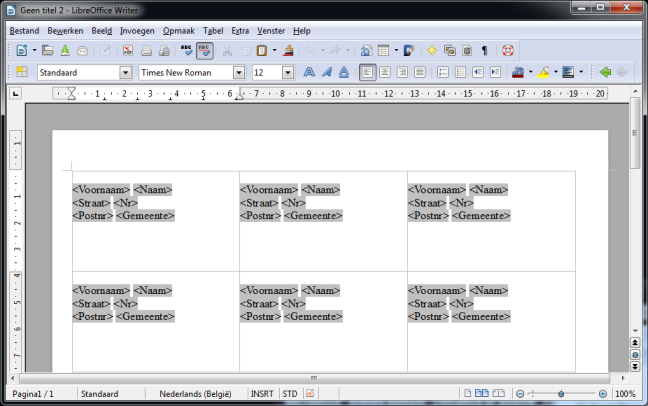 Geen titel 2 - LibreOffice Writer
Bestand Bewerken Beeld Invoegen Opmaak Tabel Extra Venster Help
Standaard Times New Roman 12
1 2 3 4 5 6 7 8 9 10 11 12 13 14 15 16 17 18 19 20
<Voornaam> <Naam> <Voornaam> <Naam> <Voornaam> <Naam>
<Straat> <Nr> <Straat> <Nr> <Straat> <Nr>
<Postnr> <Gemeente> <Postnr> <Gemeente> <Postnr> <Gemeente>
<Voornaam> <Naam> <Voornaam> <Naam> <Voornaam> <Naam>
<Straat> <Nr> <Straat> <Nr> <Straat> <Nr>
<Postnr> <Gemeente> <Postnr> <Gemeente> <Postnr> <Gemeente>
Pagina1 / 1 Standaard Nederlands (België) INSRT STD 100%